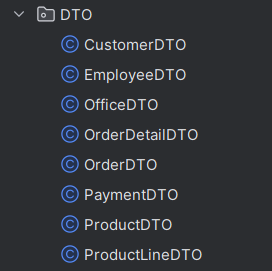 DTO
CustomerDTO
EmployeeDTO
OfficeDTO
OrderDetailDTO
OrderDTO
PaymentDTO
ProductDTO
ProductLineDTO